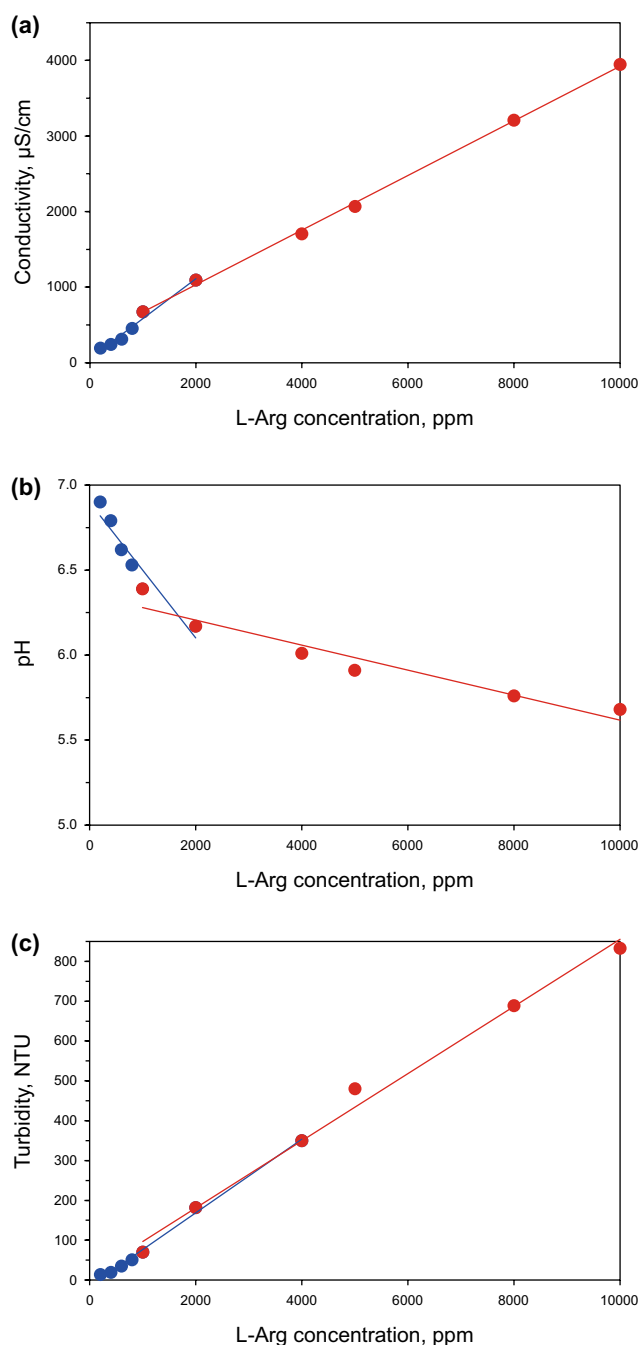 (a)
4000
3000
2000
1000
0
Conductivity, µS/cm
0 2000 4000 6000 8000 10000
L-Arg concentration, ppm
(b)
7.0
6.5
6.0
5.5
5.0
pH
0 2000 4000 6000 8000 10000
L-Arg concentration, ppm
(c)
800
700
600
500
400
300
200
100
0
Turbidity, NTU
0 2000 4000 6000 8000 10000
L-Arg concentration, ppm